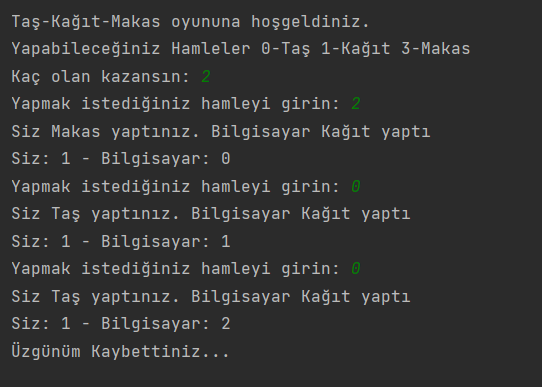 Taş-Kağıt-Makas oyununa hoşgeldiniz.
Yapabileceğiniz Hamleler 0-Taş 1-Kağıt 3-Makas
Kaç olan kazansın: 2
Yapmak istediğiniz hamleyi girin: 2
Siz Makas yaptınız. Bilgisayar Kağıt yaptı
Siz: 1 - Bilgisayar: 0
Yapmak istediğiniz hamleyi girin: 0
Siz Taş yaptınız. Bilgisayar Kağıt yaptı
Siz: 1 - Bilgisayar: 1
Yapmak istediğiniz hamleyi girin: 0
Siz Taş yaptınız. Bilgisayar Kağıt yaptı
Siz: 1 - Bilgisayar: 2
Üzgünüm Kaybettiniz...